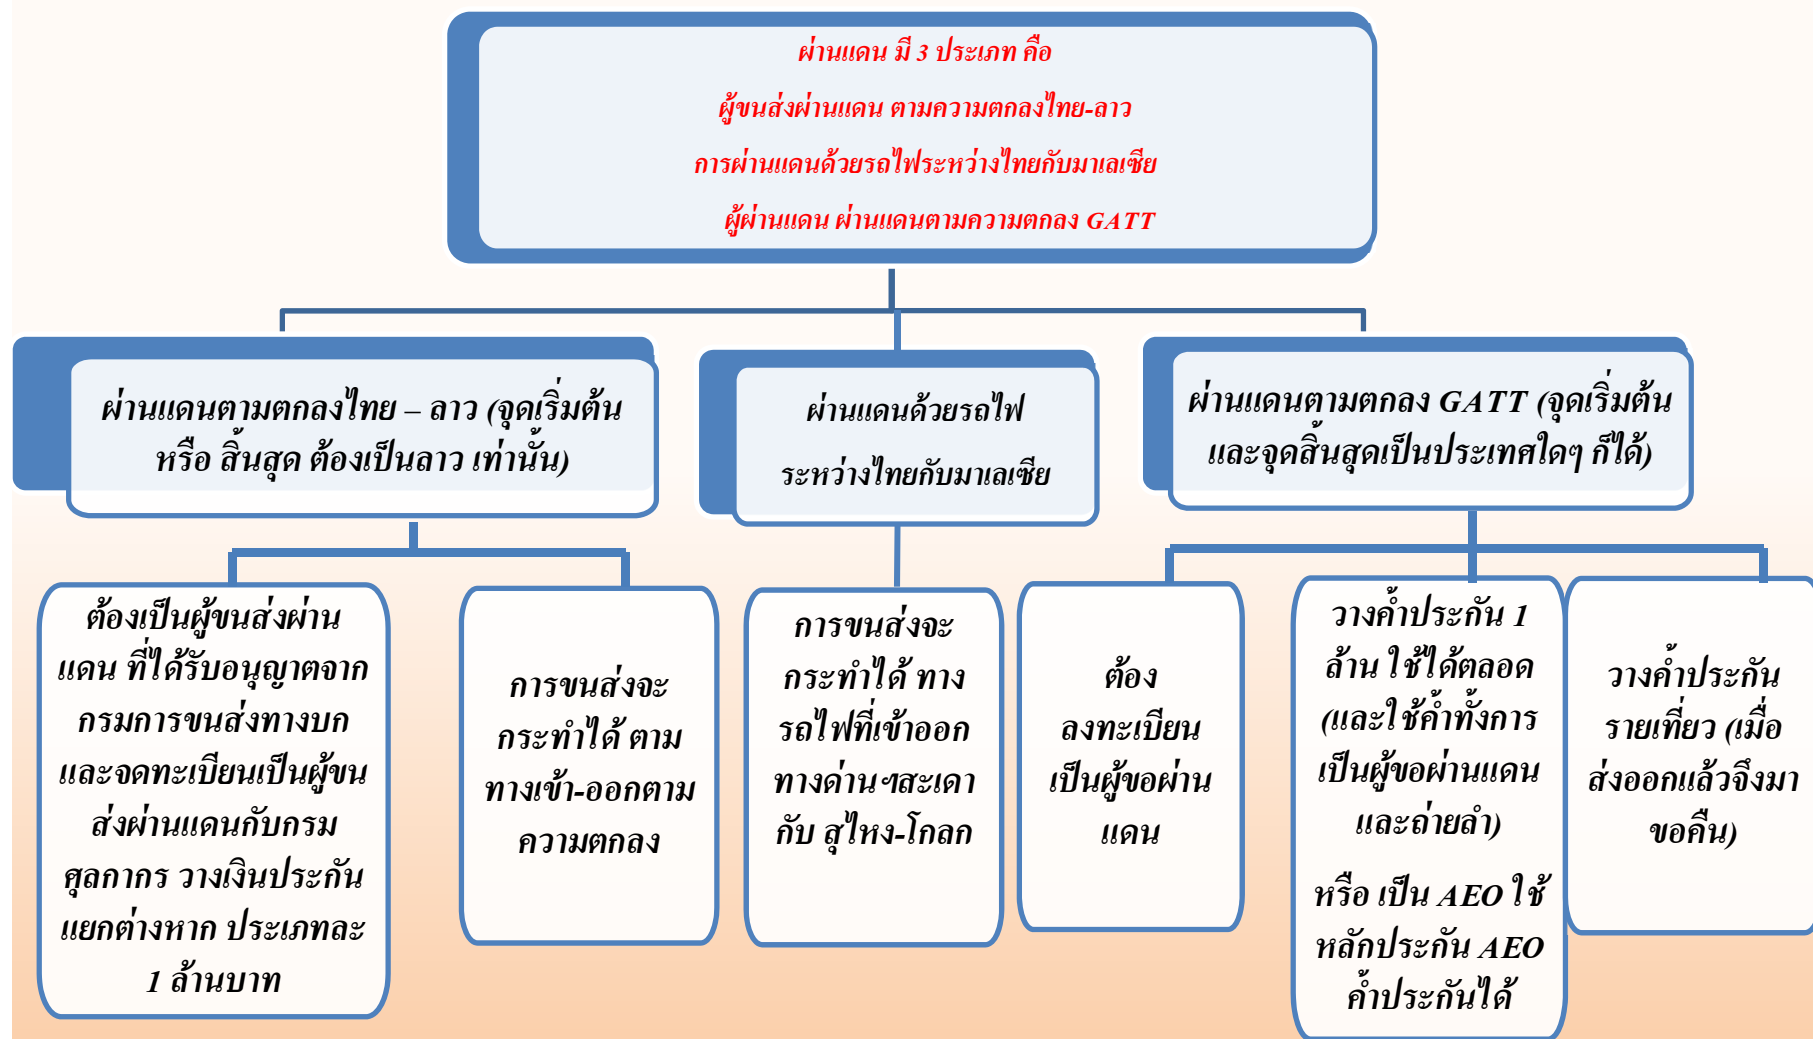 ผ่านแดน มี 3 ประเภท คือ
ผู้ขนส่งผ่านแดน ตามความตกลงไทย-ลาว
การผ่านแดนด้วยรถไฟระหว่างไทยกับมาเลเซีย
ผู้ผ่านแดน ผ่านแดนตามความตกลง GATT
ผ่านแดนตามตกลงไทย – ลาว (จุดเริ่มต้น
หรือ สิ้นสุด ต้องเป็นลาว เท่านั้น)
ผ่านแดนด้วยรถไฟ
ระหว่างไทยกับมาเลเซีย
ผ่านแดนตามตกลง GATT (จุดเริ่มต้น
และจุดสิ้นสุดเป็นประเทศใดๆ ก็ได้)
ต้องเป็นผู้ขนส่งผ่าน
แดน ที่ได้รับอนุญาตจาก
กรมการขนส่งทางบก
และจดทะเบียนเป็นผู้ขน
ส่งผ่านแดนกับกรม
ศุลกากร วางเงินประกัน
แยกต่างหาก ประเภทละ
1 ล้านบาท
การขนส่งจะ
กระทำได้ ตาม
ทางเข้า-ออกตาม
ความตกลง
การขนส่งจะ
กระทำได้ ทาง
รถไฟที่เข้าออก
ทางด่านฯสะเดา
กับ สุไหง-โกลก
ต้อง
ลงทะเบียน
เป็นผู้ขอผ่าน
แดน
วางค้ำประกัน 1
ล้าน ใช้ได้ตลอด
(และใช้ค้ำทั้งการ
เป็นผู้ขอผ่านแดน
และถ่ายลำ)
หรือ เป็น AEO ใช้
หลักประกัน AEO
ค้ำประกันได้
วางค้ำประกัน
รายเที่ยว (เมื่อ
ส่งออกแล้วจึงมา
ขอคืน)